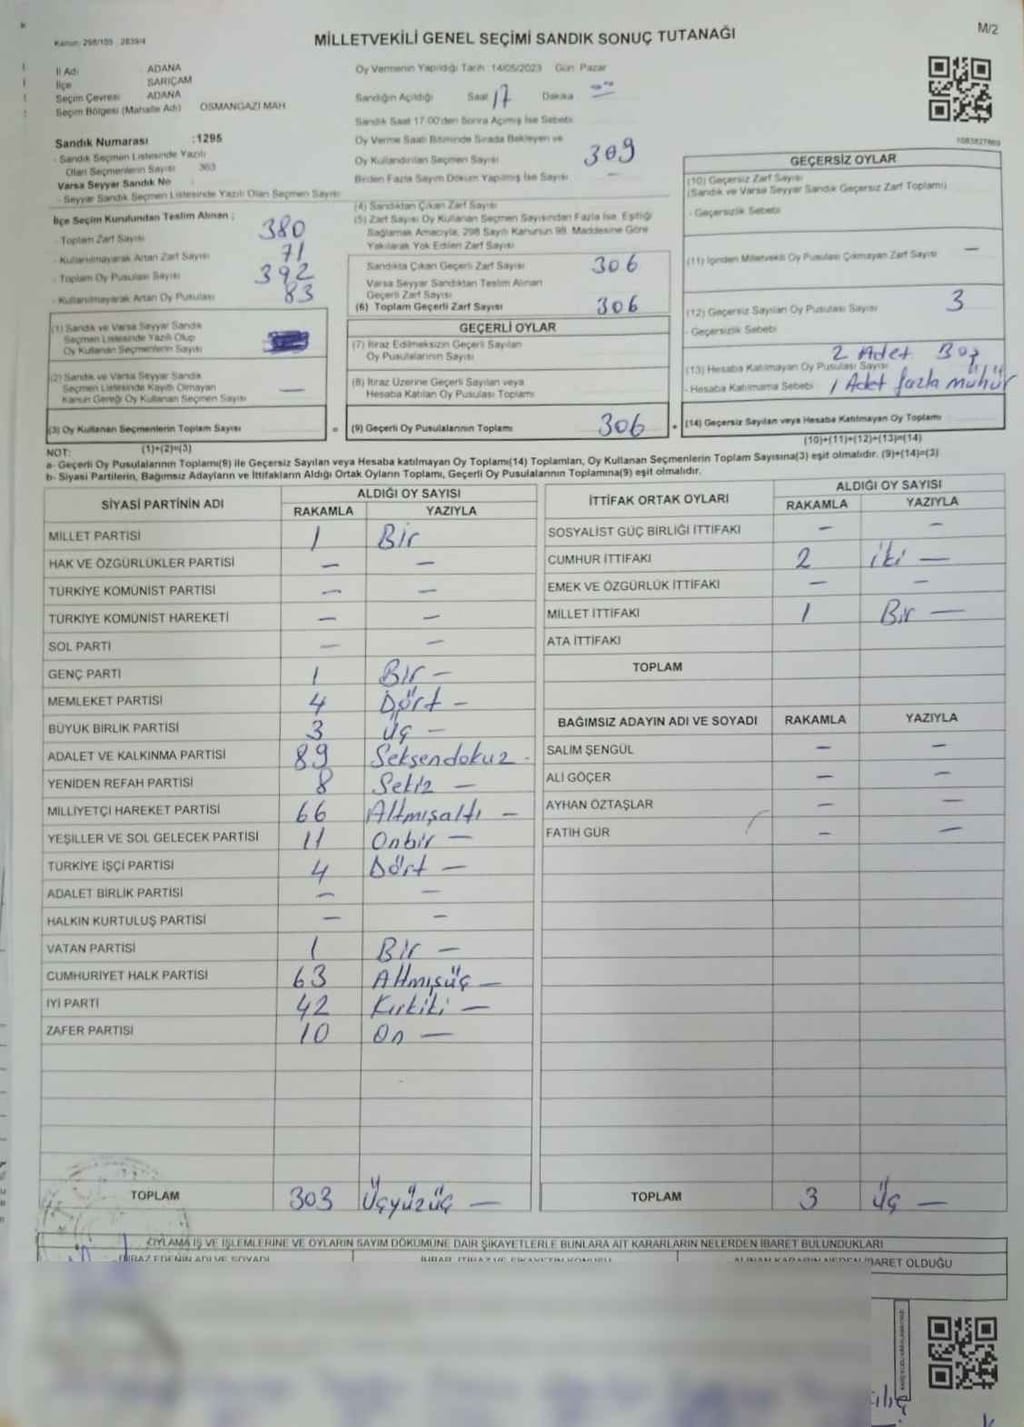 Kanun: 298/105 2839/4
MİLLETVEKİLİ GENEL SEÇİMİ SANDIK SONUÇ TUTANAĞI
M/2
İl Adı ADANA
İlçe SARIÇAM
Seçim Çevresi ADANA
Seçim Bölgesi (Mahalle Adı) OSMANGAZİ MAH
Sandık Numarası :1295
- Sandık Seçmen Listesinde Yazılı
Olan Seçmenlerin Sayısı 363
Varsa Seyyar Sandık No
- Seyyar Sandık Seçmen Listesinde Yazılı Olan Seçmen Sayısı
İlçe Seçim Kurulundan Teslim Alınan ;
- Toplam Zarf Sayısı 380
- Kullanılmayarak Artan Zarf Sayısı 71
- Toplam Oy Pusulası Sayısı 392
- Kullanılmayarak Artan Oy Pusulası 83
(1) Sandık ve Varsa Seyyar Sandık
Seçmen Listesinde Yazılı Olup
Oy Kullanan Seçmenlerin Sayısı
(2) Sandık ve Varsa Seyyar Sandık
Seçmen Listesinde Kaydı Olmayan
Kanun Gereği Oy Kullanan Seçmen Sayısı —
(3) Oy Kullanan Seçmenlerin Toplam Sayısı
(1)+(2)=(3)
Oy Vermenin Yapıldığı Tarih :14/05/2023 Gün: Pazar
Sandığın Açıldığı Saat 17 Dakika
Sandık Saat 17.00'den Sonra Açılmış İse Sebebi
Oy Verme Saati Bitiminde Sırada Bekleyen ve
Oy Kullandırılan Seçmen Sayısı 309
Birden Fazla Sayım Döküm Yapılmış İse Sayısı —
(4) Sandıktan Çıkan Zarf Sayısı
(5) Zarf Sayısı Oy Kullanan Seçmen Sayısından Fazla İse, Eşitliği
Sağlamak Amacıyla, 298 Sayılı Kanunun 98. Maddesine Göre
Yakılarak Yok Edilen Zarf Sayısı
Sandıkta Çıkan Geçerli Zarf Sayısı 306
Varsa Seyyar Sandıktan Teslim Alınan
Geçerli Zarf Sayısı
(6) Toplam Geçerli Zarf Sayısı 306
GEÇERLİ OYLAR
(7) İtiraz Edilmeksizin Geçerli Sayılan
Oy Pusulalarının Sayısı
(8) İtiraz Üzerine Geçerli Sayılan veya
Hesaba Katılan Oy Pusulası Toplamı
= (9) Geçerli Oy Pusulalarının Toplamı 306 +
GEÇERSİZ OYLAR
(10) Geçersiz Zarf Sayısı
(Sandık ve Varsa Seyyar Sandık Geçersiz Zarf Toplamı)
- Geçersizlik Sebebi
(11) İçinden Milletvekili Oy Pusulası Çıkmayan Zarf Sayısı —
(12) Geçersiz Sayılan Oy Pusulası Sayısı 3
- Geçersizlik Sebebi 2 Adet Boş
(13) Hesaba Katılmayan Oy Pusulası Sayısı
- Hesaba Katılmama Sebebi 1 Adet fazla mühür
(14) Geçersiz Sayılan veya Hesaba Katılmayan Oy Toplamı
(10)+(11)+(12)+(13)=(14)
NOT:
a- Geçerli Oy Pusulalarının Toplamı(9) ile Geçersiz Sayılan veya Hesaba katılmayan Oy Toplamı(14) Toplamları, Oy Kullanan Seçmenlerin Toplam Sayısına(3) eşit olmalıdır. (9)+(14)=(3)
b- Siyasi Partilerin, Bağımsız Adayların ve İttifakların Aldığı Ortak Oyların Toplamı, Geçerli Oy Pusulalarının Toplamına(9) eşit olmalıdır.
SİYASİ PARTİNİN ADI ALDIĞI OY SAYISI
RAKAMLA YAZIYLA
MİLLET PARTİSİ 1 Bir
HAK VE ÖZGÜRLÜKLER PARTİSİ — —
TÜRKİYE KOMÜNİST PARTİSİ — —
TÜRKİYE KOMÜNİST HAREKETİ — —
SOL PARTİ — —
GENÇ PARTİ 1 Bir —
MEMLEKET PARTİSİ 4 Dört —
BÜYÜK BİRLİK PARTİSİ 3 Üç —
ADALET VE KALKINMA PARTİSİ 89 Seksendokuz -
YENİDEN REFAH PARTİSİ 8 Sekiz —
MİLLİYETÇİ HAREKET PARTİSİ 66 Altmışaltı —
YEŞİLLER VE SOL GELECEK PARTİSİ 11 Onbir —
TÜRKİYE İŞÇİ PARTİSİ 4 Dört —
ADALET BİRLİK PARTİSİ — —
HALKIN KURTULUŞ PARTİSİ — —
VATAN PARTİSİ 1 Bir —
CUMHURİYET HALK PARTİSİ 63 Altmışüç —
İYİ PARTİ 42 Kırkiki —
ZAFER PARTİSİ 10 On —
TOPLAM 303 Üçyüzüç —
İTTİFAK ORTAK OYLARI ALDIĞI OY SAYISI
RAKAMLA YAZIYLA
SOSYALİST GÜÇ BİRLİĞİ İTTİFAKI — —
CUMHUR İTTİFAKI 2 iki —
EMEK VE ÖZGÜRLÜK İTTİFAKI — —
MİLLET İTTİFAKI 1 Bir —
ATA İTTİFAKI
TOPLAM
BAĞIMSIZ ADAYIN ADI VE SOYADI RAKAMLA YAZIYLA
SALİM ŞENGÜL — —
ALİ GÖÇER — —
AYHAN ÖZTAŞLAR — —
FATİH GÜR — —
TOPLAM 3 Üç —
OYLAMA İŞ VE İŞLEMLERİNE VE OYLARIN SAYIM DÖKÜMÜNE DAİR ŞİKAYETLERLE BUNLARA AİT KARARLARIN NELERDEN İBARET BULUNDUKLARI
İTİRAZ EDENİN ADI VE SOYADI
İBARET OLDUĞU